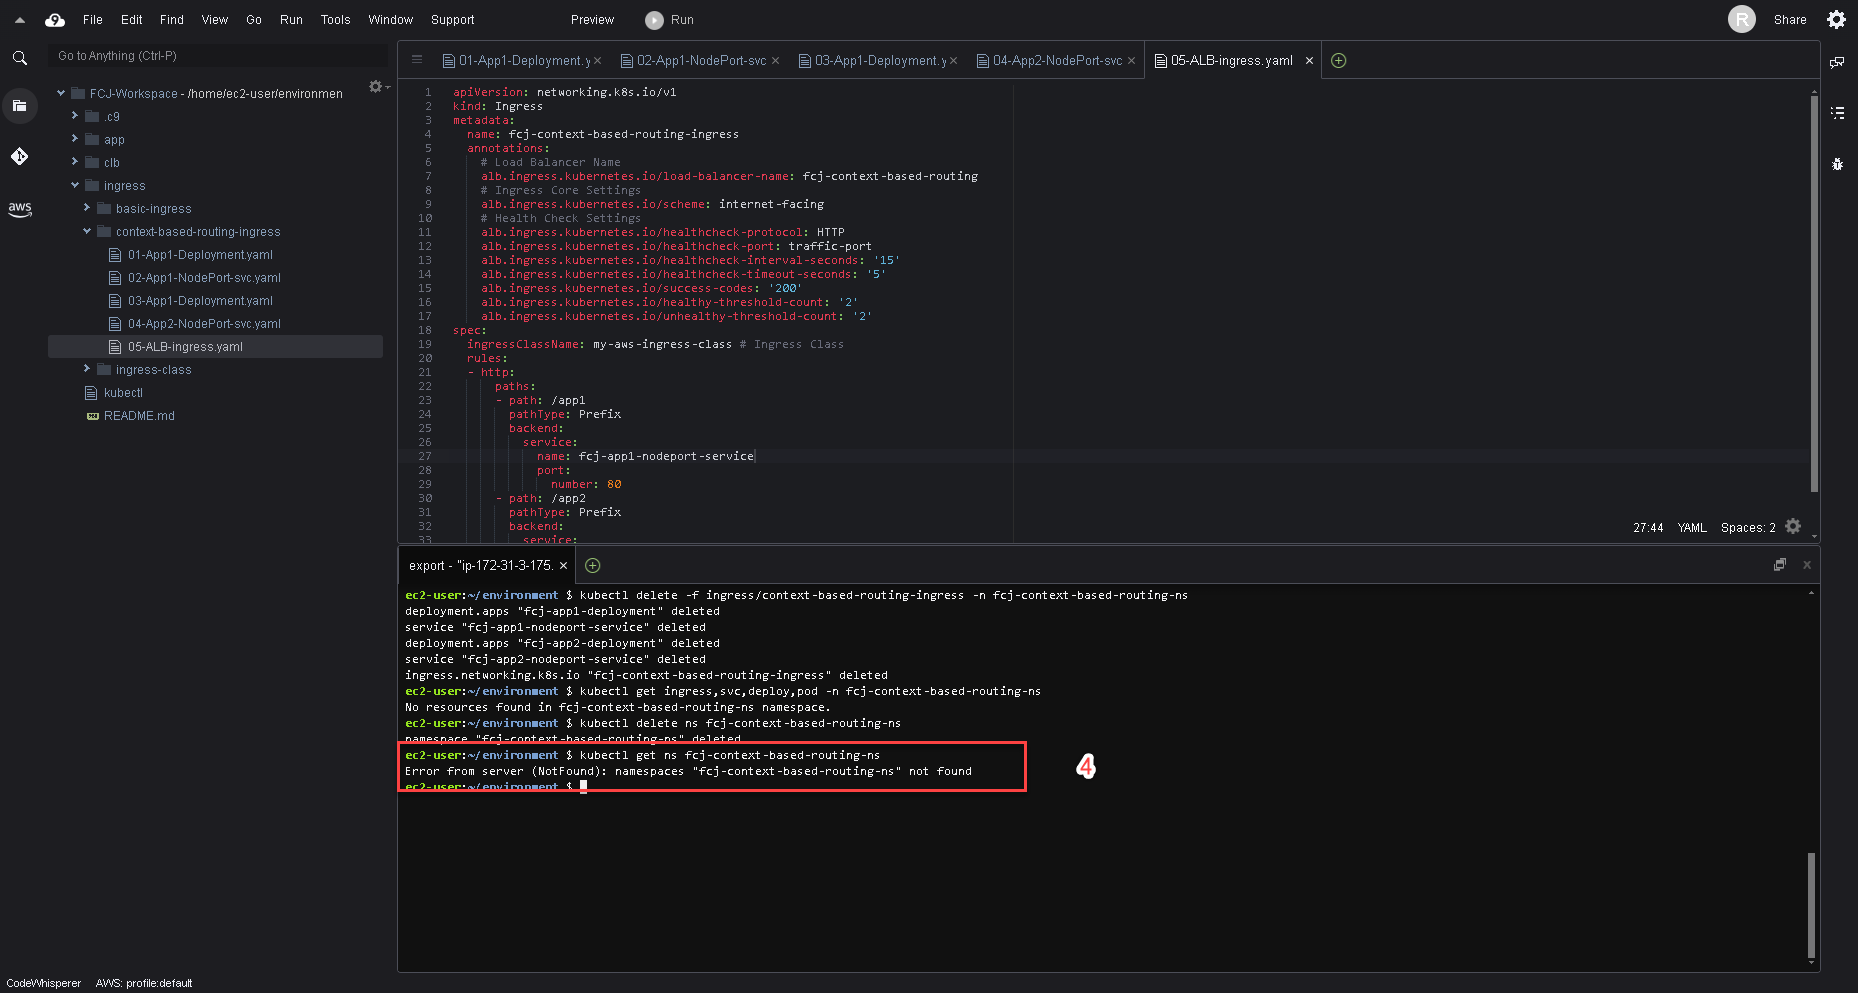 9 File Edit Find View Go Run Tools Window Support Preview Run R Share
Go to Anything (Ctrl-P)
aws
FCJ-Workspace - /home/ec2-user/environmen
.c9
app
clb
ingress
basic-ingress
context-based-routing-ingress
01-App1-Deployment.yaml
02-App1-NodePort-svc.yaml
03-App1-Deployment.yaml
04-App2-NodePort-svc.yaml
05-ALB-ingress.yaml
ingress-class
kubectl
README.md
01-App1-Deployment.y 02-App1-NodePort-svc 03-App1-Deployment.y 04-App2-NodePort-svc 05-ALB-ingress.yaml
1 apiVersion: networking.k8s.io/v1
2 kind: Ingress
3 metadata:
4 name: fcj-context-based-routing-ingress
5 annotations:
6 # Load Balancer Name
7 alb.ingress.kubernetes.io/load-balancer-name: fcj-context-based-routing
8 # Ingress Core Settings
9 alb.ingress.kubernetes.io/scheme: internet-facing
10 # Health Check Settings
11 alb.ingress.kubernetes.io/healthcheck-protocol: HTTP
12 alb.ingress.kubernetes.io/healthcheck-port: traffic-port
13 alb.ingress.kubernetes.io/healthcheck-interval-seconds: '15'
14 alb.ingress.kubernetes.io/healthcheck-timeout-seconds: '5'
15 alb.ingress.kubernetes.io/success-codes: '200'
16 alb.ingress.kubernetes.io/healthy-threshold-count: '2'
17 alb.ingress.kubernetes.io/unhealthy-threshold-count: '2'
18 spec:
19 ingressClassName: my-aws-ingress-class # Ingress Class
20 rules:
21 - http:
22 paths:
23 - path: /app1
24 pathType: Prefix
25 backend:
26 service:
27 name: fcj-app1-nodeport-service
28 port:
29 number: 80
30 - path: /app2
31 pathType: Prefix
32 backend:
33 service:
27:44 YAML Spaces: 2
export - "ip-172-31-3-175.
ec2-user:~/environment $ kubectl delete -f ingress/context-based-routing-ingress -n fcj-context-based-routing-ns
deployment.apps "fcj-app1-deployment" deleted
service "fcj-app1-nodeport-service" deleted
deployment.apps "fcj-app2-deployment" deleted
service "fcj-app2-nodeport-service" deleted
ingress.networking.k8s.io "fcj-context-based-routing-ingress" deleted
ec2-user:~/environment $ kubectl get ingress,svc,deploy,pod -n fcj-context-based-routing-ns
No resources found in fcj-context-based-routing-ns namespace.
ec2-user:~/environment $ kubectl delete ns fcj-context-based-routing-ns
namespace "fcj-context-based-routing-ns" deleted
ec2-user:~/environment $ kubectl get ns fcj-context-based-routing-ns
Error from server (NotFound): namespaces "fcj-context-based-routing-ns" not found
ec2-user:~/environment $
4
CodeWhisperer AWS: profile:default